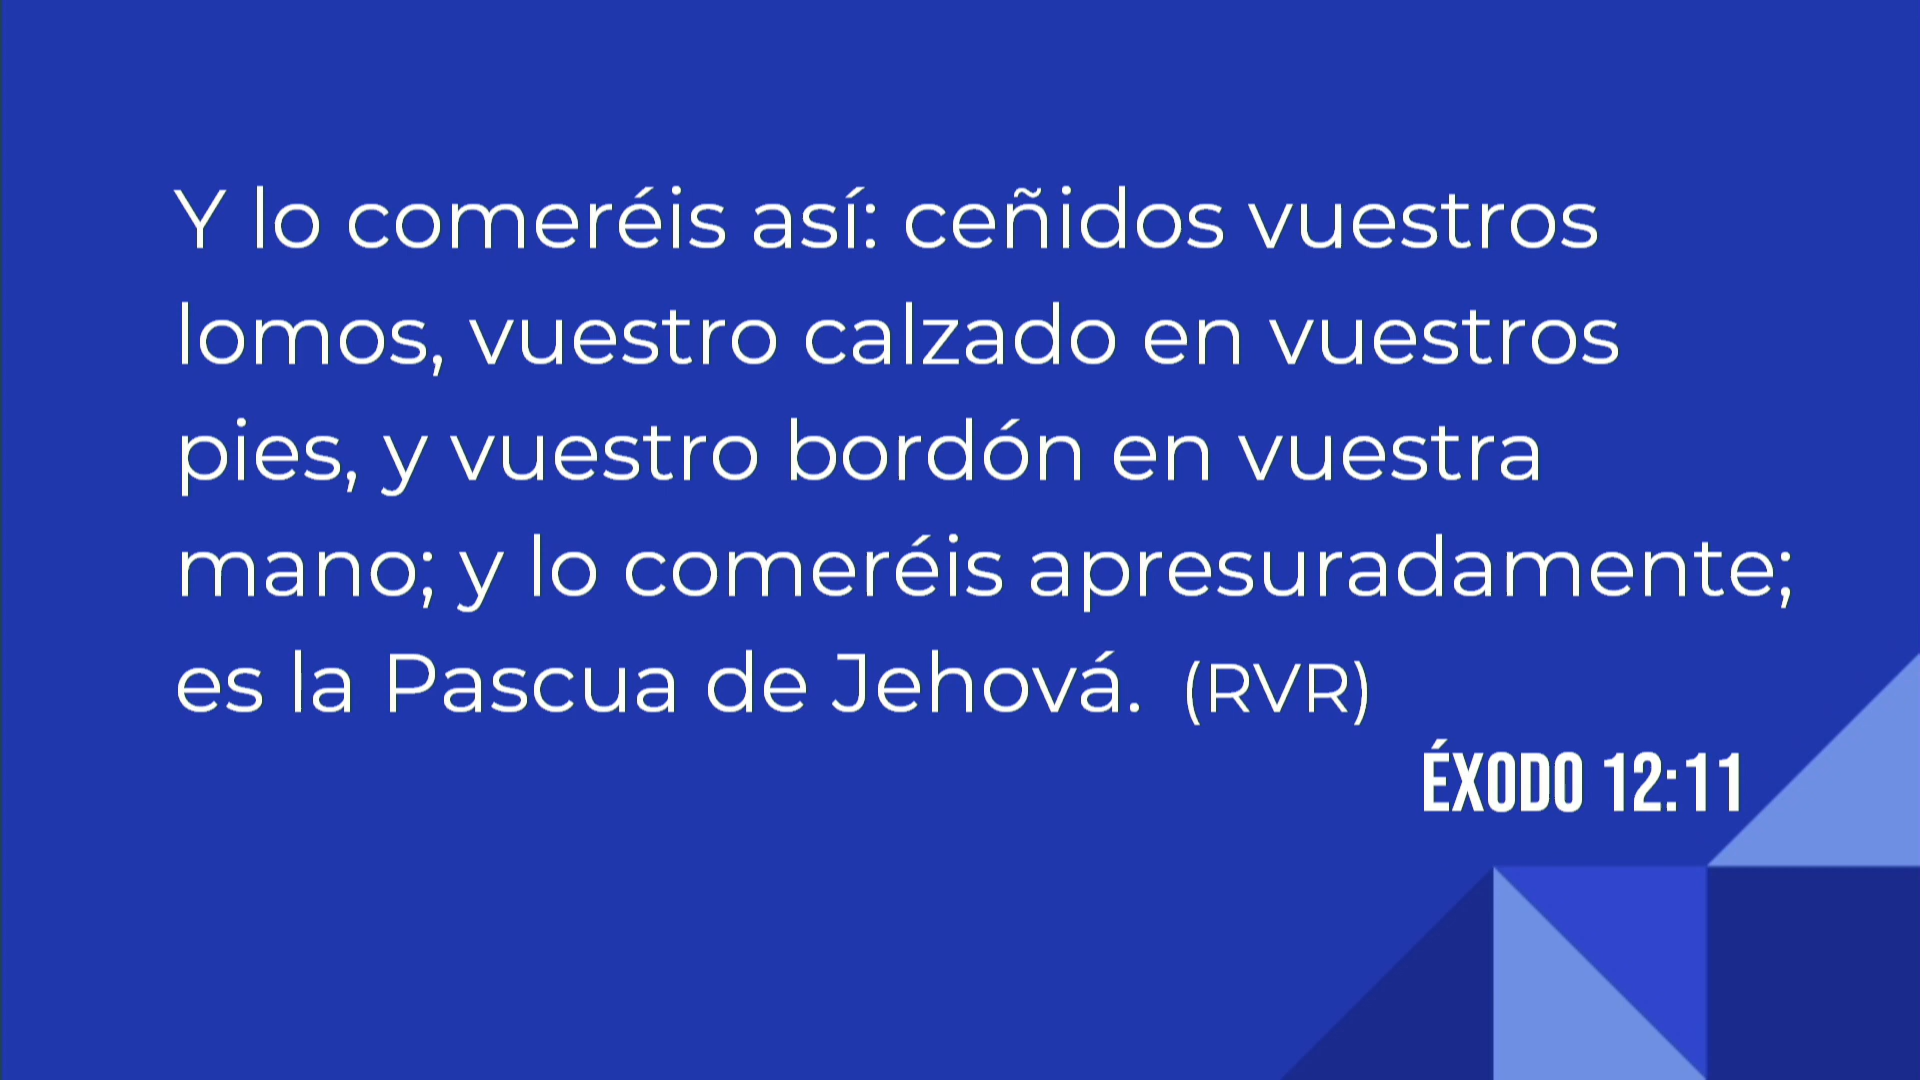 Y lo comeréis así: ceñidos vuestros
lomos, vuestro calzado en vuestros
pies, y vuestro bordón en vuestra
mano; y lo comeréis apresuradamente;
es la Pascua de Jehová. (RVR)
ÉXODO 12:11